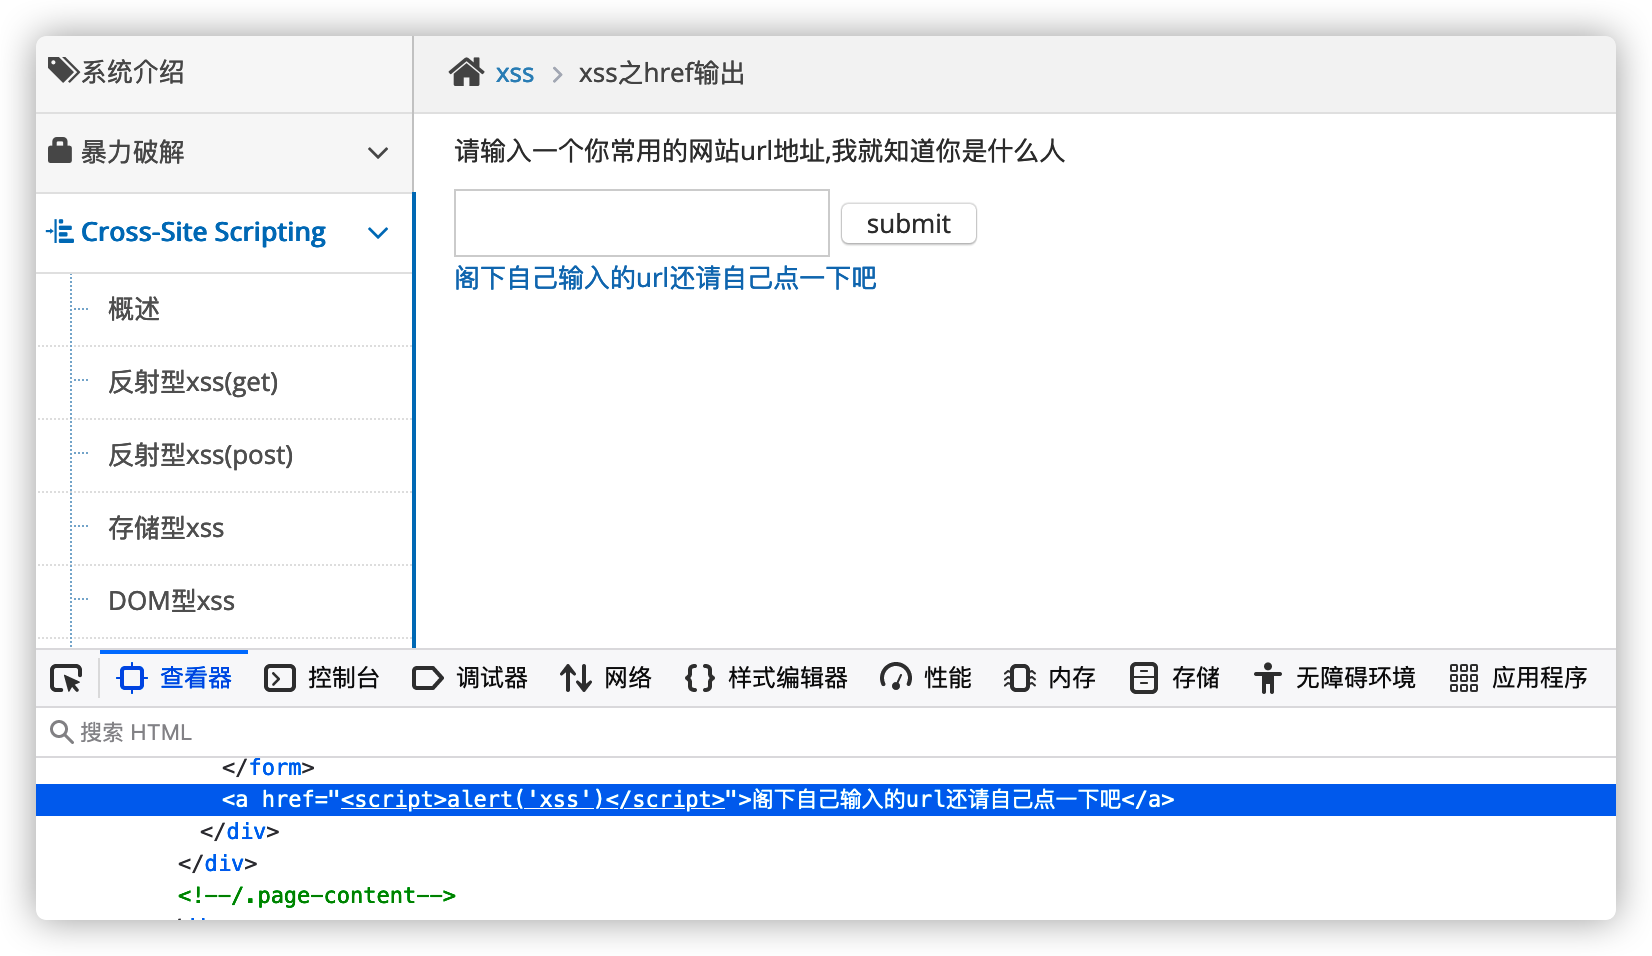 系统介绍
暴力破解
Cross-Site Scripting
概述
反射型xss(get)
反射型xss(post)
存储型xss
DOM型xss
xss > xss之href输出
请输入一个你常用的网站url地址,我就知道你是什么人
submit
阁下自己输入的url还请自己点一下吧
查看器 控制台 调试器 网络 {} 样式编辑器 性能 内存 存储 无障碍环境 应用程序
搜索 HTML
</form>
<a href="<script>alert('xss')</script>">阁下自己输入的url还请自己点一下吧</a>
</div>
</div>
<!--/.page-content-->